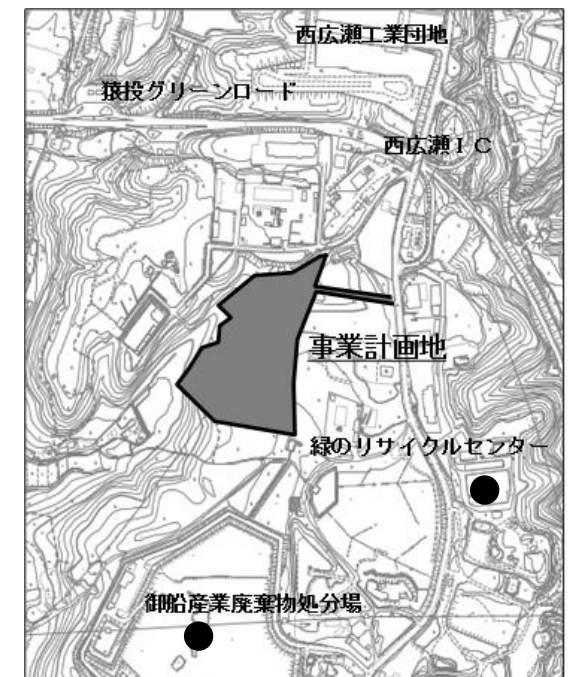 西広瀬工業団地
猿投グリーンロード
西広瀬IC
事業計画地
緑のリサイクルセンター
御船産業廃棄物処分場